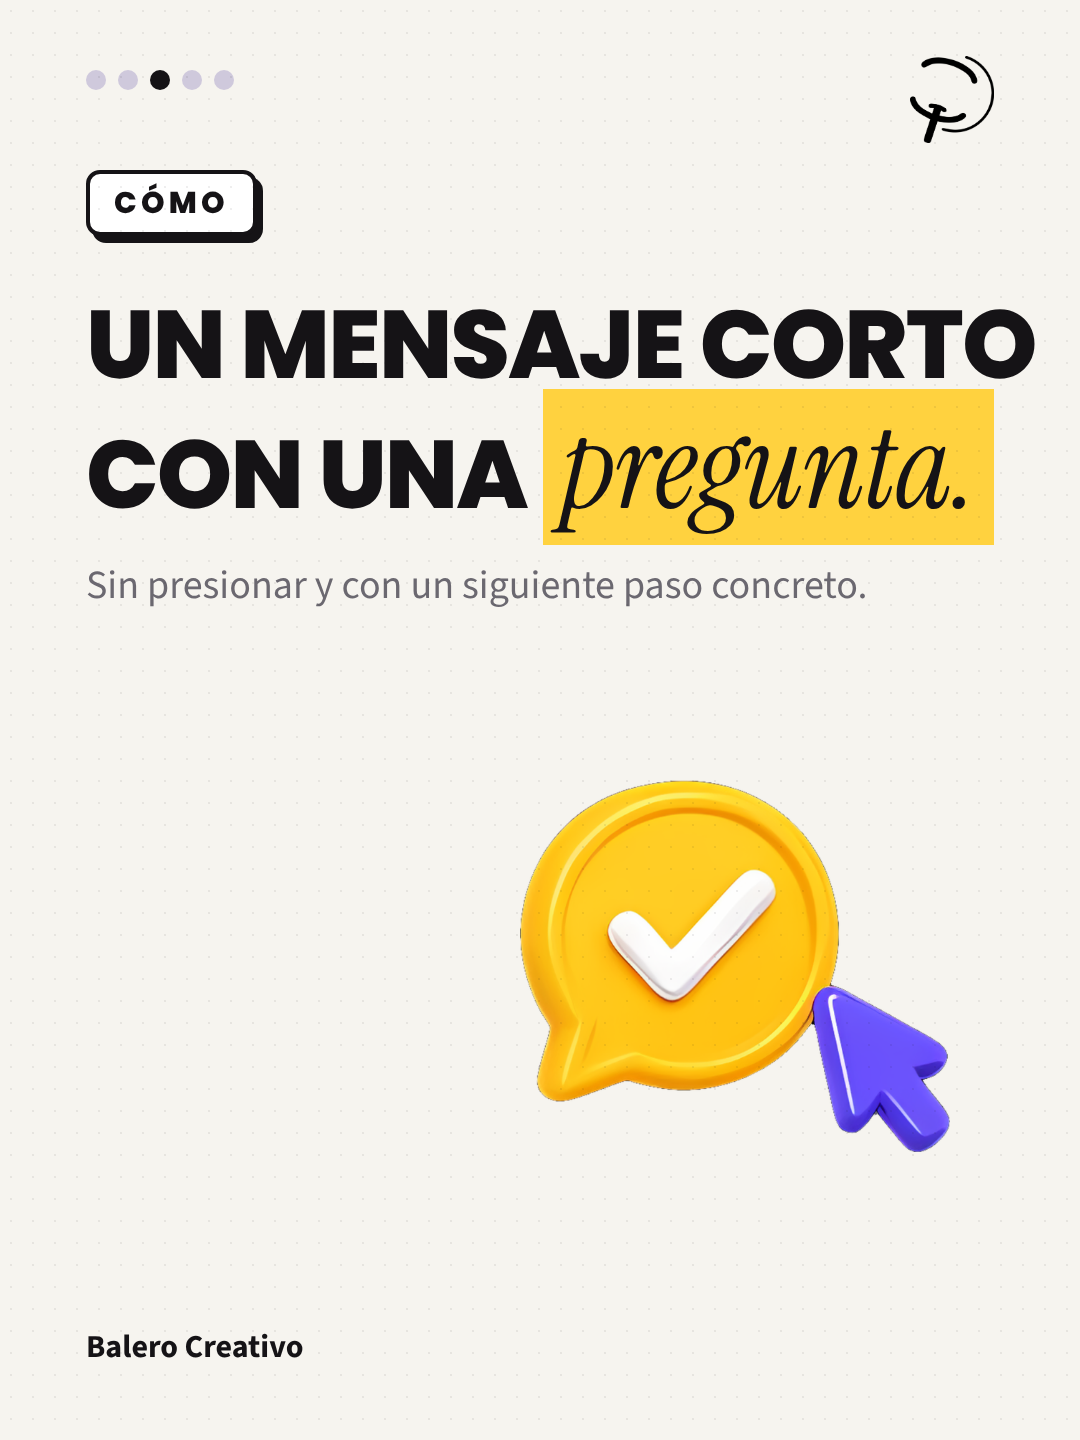 CÓMO
UN MENSAJE CORTO
CON UNA pregunta.
Sin presionar y con un siguiente paso concreto.
Balero Creativo